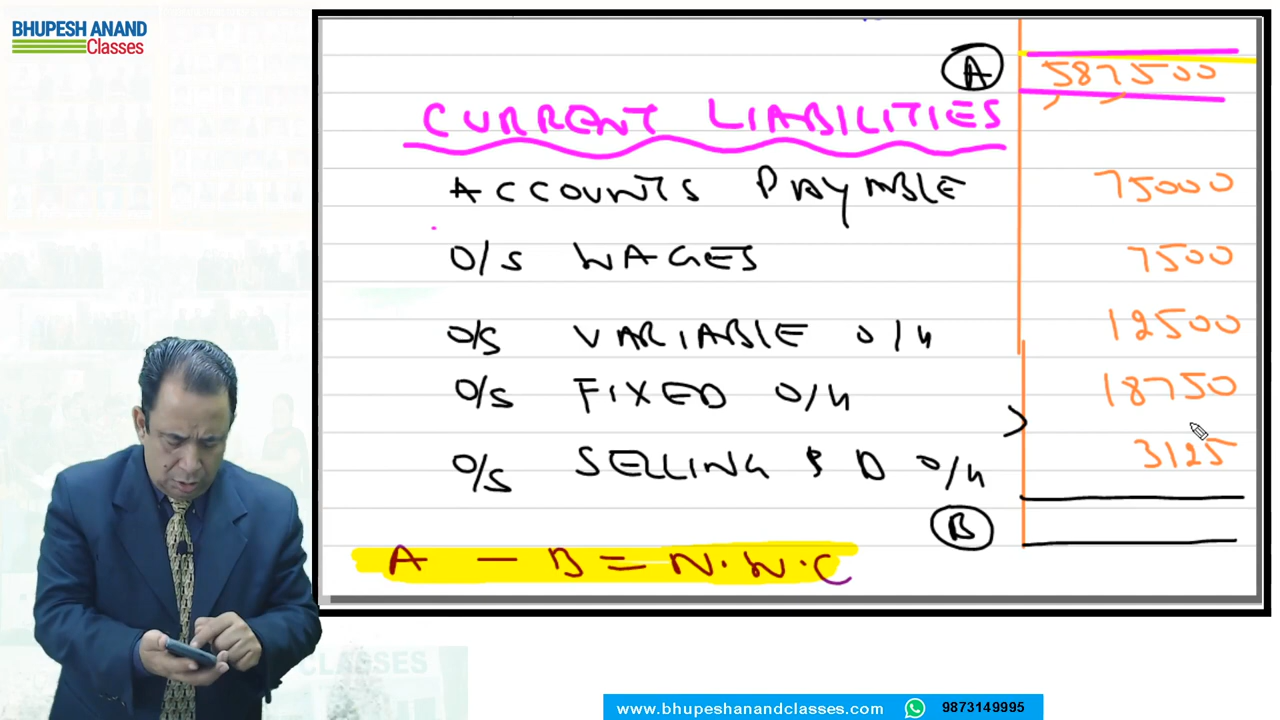 BHUPESH ANAND
Classes
A 587500
CURRENT LIABILITIES
ACCOUNTS PAYABLE 75000
O/S WAGES 7500
O/S VARIABLE O/H 12500
O/S FIXED O/H 18750
O/S SELLING & D O/H 3125
B
A - B = N.W.C
CLASSES
www.bhupeshanandclasses.com 9873149995